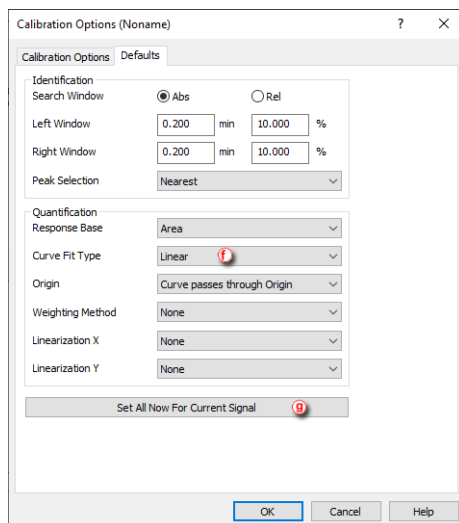 Calibration Options (Noname) ? ×
Calibration Options Defaults
Identification
Search Window Abs Rel
Left Window 0.200 min 10.000 %
Right Window 0.200 min 10.000 %
Peak Selection Nearest
Quantification
Response Base Area
Curve Fit Type Linear f
Origin Curve passes through Origin
Weighting Method None
Linearization X None
Linearization Y None
Set All Now For Current Signal g
OK Cancel Help